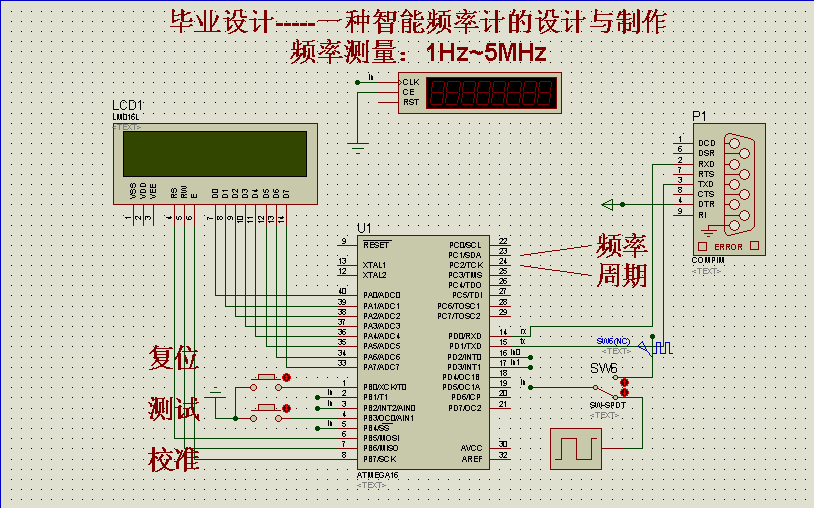 毕业设计-----一种智能频率计的设计与制作
频率测量：1Hz~5MHz
In
CLK
CE
RST
LCD1
LM016L
<TEXT>
VSS
VDD
VEE
RS
RW
E
D0
D1
D2
D3
D4
D5
D6
D7
1
2
3
4
5
6
7
8
9
10
11
12
13
14
P1
1
6
2
7
3
8
4
9
DCD
DSR
RXD
RTS
TXD
CTS
DTR
RI
ERROR
COMPIM
<TEXT>
U1
9 RESET
13 XTAL1
12 XTAL2
40 PA0/ADC0
39 PA1/ADC1
38 PA2/ADC2
37 PA3/ADC3
36 PA4/ADC4
35 PA5/ADC5
34 PA6/ADC6
33 PA7/ADC7
1 PB0/XCK/T0
In 2 PB1/T1
In 3 PB2/INT2/AIN0
4 PB3/OC0/AIN1
In 5 PB4/SS
6 PB5/MOSI
7 PB6/MISO
8 PB7/SCK
PC0/SCL 22
PC1/SDA 23
PC2/TCK 24
PC3/TMS 25
PC4/TDO 26
PC5/TDI 27
PC6/TOSC1 28
PC7/TOSC2 29
PD0/RXD 14 rx
PD1/TXD 15 tx
PD2/INT0 16 In0
PD3/INT1 17 In1
PD4/OC1B 18
PD5/OC1A 19 In
PD6/ICP 20
PD7/OC2 21
AVCC 30
AREF 32
ATMEGA16
<TEXT>
频率
周期
复位
测试
校准
SW6(NC)
<TEXT>
SW6
SW-SPDT
<TEXT>